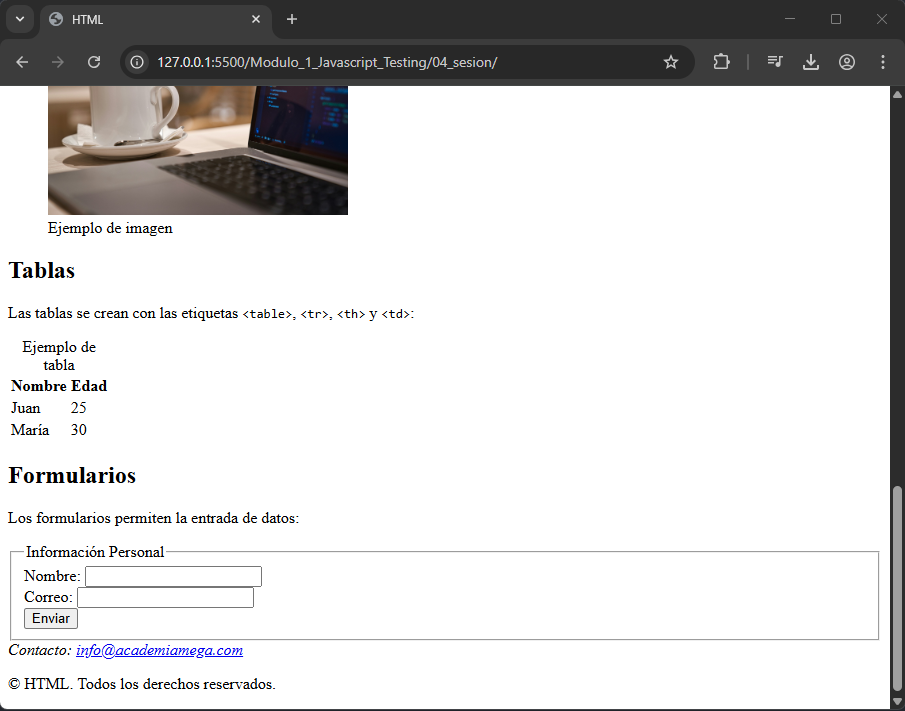 HTML
127.0.0.1:5500/Modulo_1_Javascript_Testing/04_sesion/
Ejemplo de imagen
Tablas
Las tablas se crean con las etiquetas <table>, <tr>, <th> y <td>:
Ejemplo de
tabla
Nombre Edad
Juan 25
María 30
Formularios
Los formularios permiten la entrada de datos:
Información Personal
Nombre:
Correo:
Enviar
Contacto: info@academiamega.com
© HTML. Todos los derechos reservados.